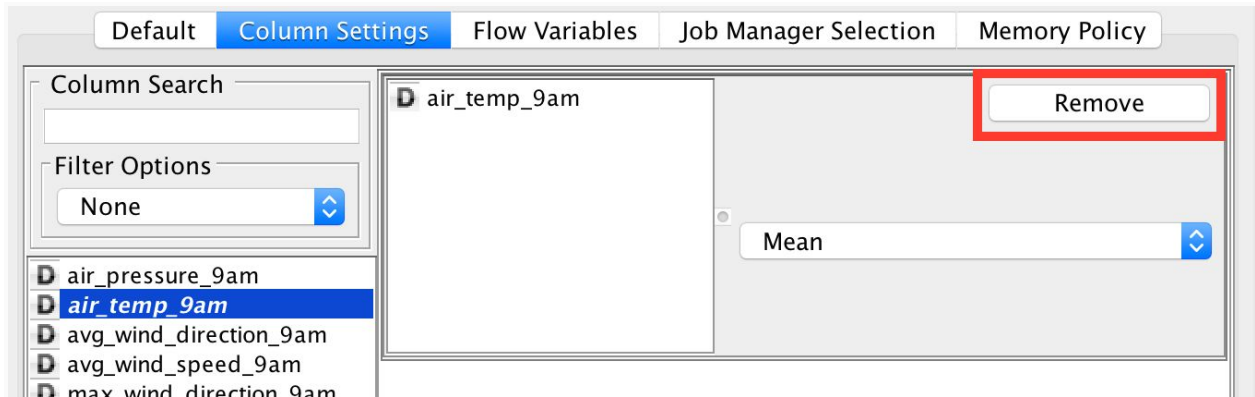 Default Column Settings Flow Variables Job Manager Selection Memory Policy
Column Search
Filter Options
None
D air_pressure_9am
D air_temp_9am
D avg_wind_direction_9am
D avg_wind_speed_9am
D max_wind_direction_9am
D air_temp_9am
Remove
Mean